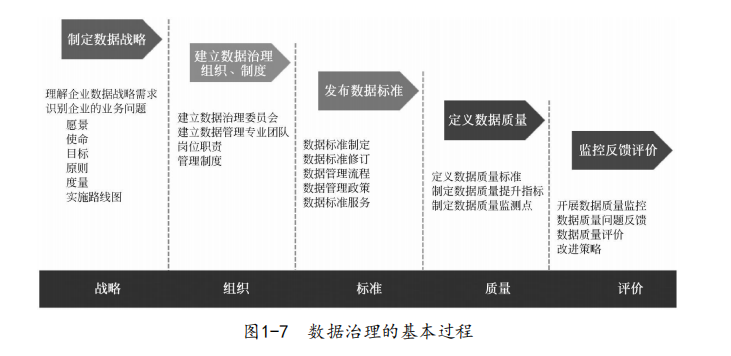 制定数据战略
理解企业数据战略需求
识别企业的业务问题
愿景
使命
目标
原则
度量
实施路线图
建立数据治理
组织、制度
建立数据治理委员会
建立数据管理专业团队
岗位职责
管理制度
发布数据标准
数据标准制定
数据标准修订
数据管理流程
数据管理政策
数据标准服务
定义数据质量
定义数据质量标准
制定数据质量提升指标
制定数据质量监测点
监控反馈评价
开展数据质量监控
数据质量问题反馈
数据质量评价
改进策略
战略
组织
标准
质量
评价
图1-7 数据治理的基本过程